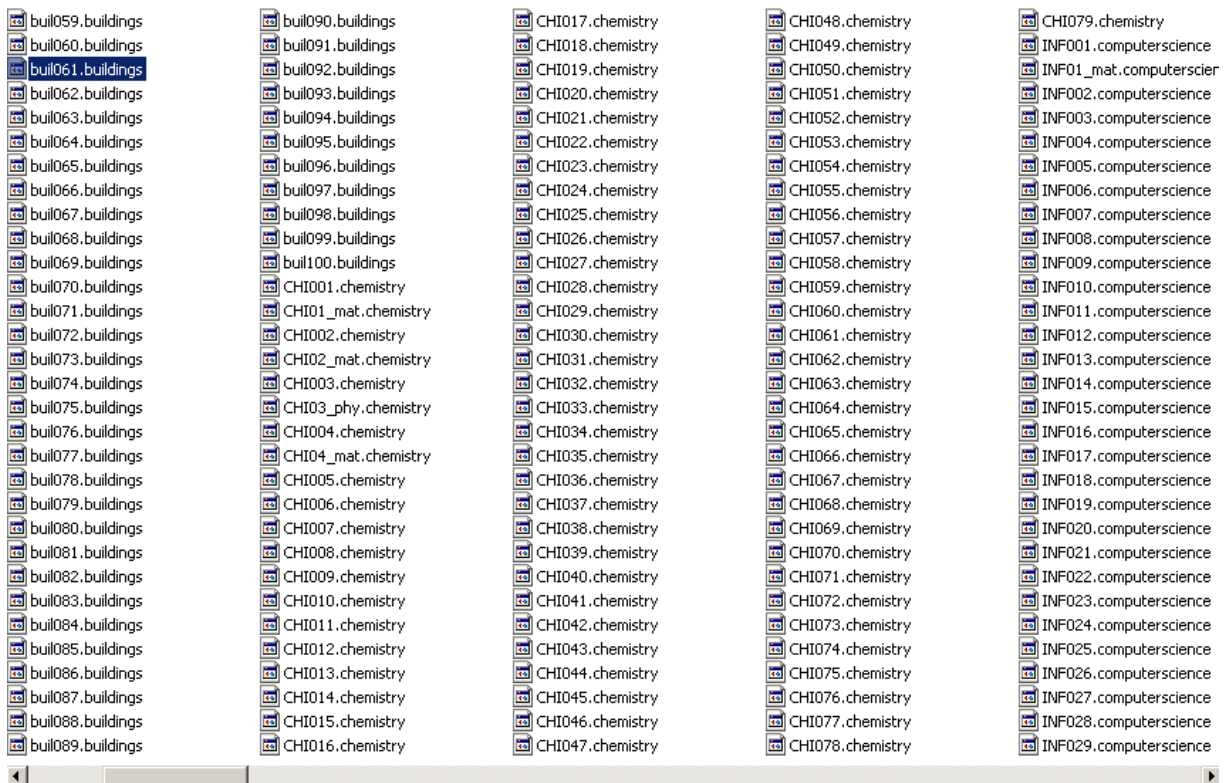 buil059.buildings
buil060.buildings
buil061.buildings
buil062.buildings
buil063.buildings
buil064.buildings
buil065.buildings
buil066.buildings
buil067.buildings
buil068.buildings
buil069.buildings
buil070.buildings
buil071.buildings
buil072.buildings
buil073.buildings
buil074.buildings
buil075.buildings
buil076.buildings
buil077.buildings
buil078.buildings
buil079.buildings
buil080.buildings
buil081.buildings
buil082.buildings
buil083.buildings
buil084.buildings
buil085.buildings
buil086.buildings
buil087.buildings
buil088.buildings
buil089.buildings
buil090.buildings
buil091.buildings
buil092.buildings
buil093.buildings
buil094.buildings
buil095.buildings
buil096.buildings
buil097.buildings
buil098.buildings
buil099.buildings
buil100.buildings
CHI001.chemistry
CHI01_mat.chemistry
CHI002.chemistry
CHI02_mat.chemistry
CHI003.chemistry
CHI03_phy.chemistry
CHI004.chemistry
CHI04_mat.chemistry
CHI005.chemistry
CHI006.chemistry
CHI007.chemistry
CHI008.chemistry
CHI009.chemistry
CHI010.chemistry
CHI011.chemistry
CHI012.chemistry
CHI013.chemistry
CHI014.chemistry
CHI015.chemistry
CHI016.chemistry
CHI017.chemistry
CHI018.chemistry
CHI019.chemistry
CHI020.chemistry
CHI021.chemistry
CHI022.chemistry
CHI023.chemistry
CHI024.chemistry
CHI025.chemistry
CHI026.chemistry
CHI027.chemistry
CHI028.chemistry
CHI029.chemistry
CHI030.chemistry
CHI031.chemistry
CHI032.chemistry
CHI033.chemistry
CHI034.chemistry
CHI035.chemistry
CHI036.chemistry
CHI037.chemistry
CHI038.chemistry
CHI039.chemistry
CHI040.chemistry
CHI041.chemistry
CHI042.chemistry
CHI043.chemistry
CHI044.chemistry
CHI045.chemistry
CHI046.chemistry
CHI047.chemistry
CHI048.chemistry
CHI049.chemistry
CHI050.chemistry
CHI051.chemistry
CHI052.chemistry
CHI053.chemistry
CHI054.chemistry
CHI055.chemistry
CHI056.chemistry
CHI057.chemistry
CHI058.chemistry
CHI059.chemistry
CHI060.chemistry
CHI061.chemistry
CHI062.chemistry
CHI063.chemistry
CHI064.chemistry
CHI065.chemistry
CHI066.chemistry
CHI067.chemistry
CHI068.chemistry
CHI069.chemistry
CHI070.chemistry
CHI071.chemistry
CHI072.chemistry
CHI073.chemistry
CHI074.chemistry
CHI075.chemistry
CHI076.chemistry
CHI077.chemistry
CHI078.chemistry
CHI079.chemistry
INF001.computerscience
INF01_mat.computerscien
INF002.computerscience
INF003.computerscience
INF004.computerscience
INF005.computerscience
INF006.computerscience
INF007.computerscience
INF008.computerscience
INF009.computerscience
INF010.computerscience
INF011.computerscience
INF012.computerscience
INF013.computerscience
INF014.computerscience
INF015.computerscience
INF016.computerscience
INF017.computerscience
INF018.computerscience
INF019.computerscience
INF020.computerscience
INF021.computerscience
INF022.computerscience
INF023.computerscience
INF024.computerscience
INF025.computerscience
INF026.computerscience
INF027.computerscience
INF028.computerscience
INF029.computerscience